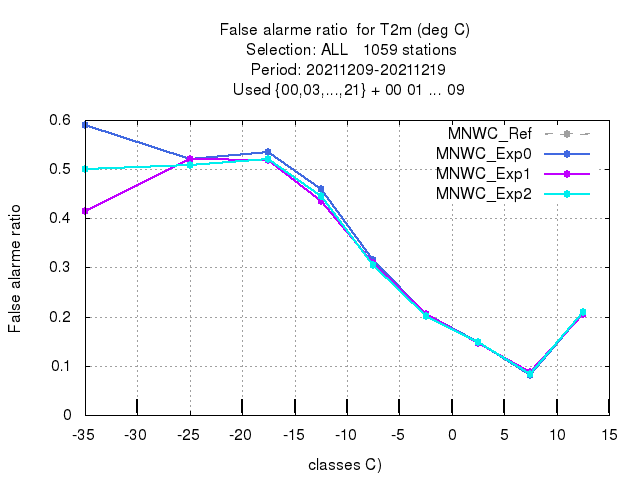 False alarme ratio  for T2m (deg C)
Selection: ALL   1059 stations
Period: 20211209-20211219
Used {00,03,...,21} + 00 01 ... 09
MNWC_Ref
MNWC_Exp0
MNWC_Exp1
MNWC_Exp2
False alarme ratio
0.6
0.5
0.4
0.3
0.2
0.1
0
-35 -30 -25 -20 -15 -10 -5 0 5 10 15
classes C)